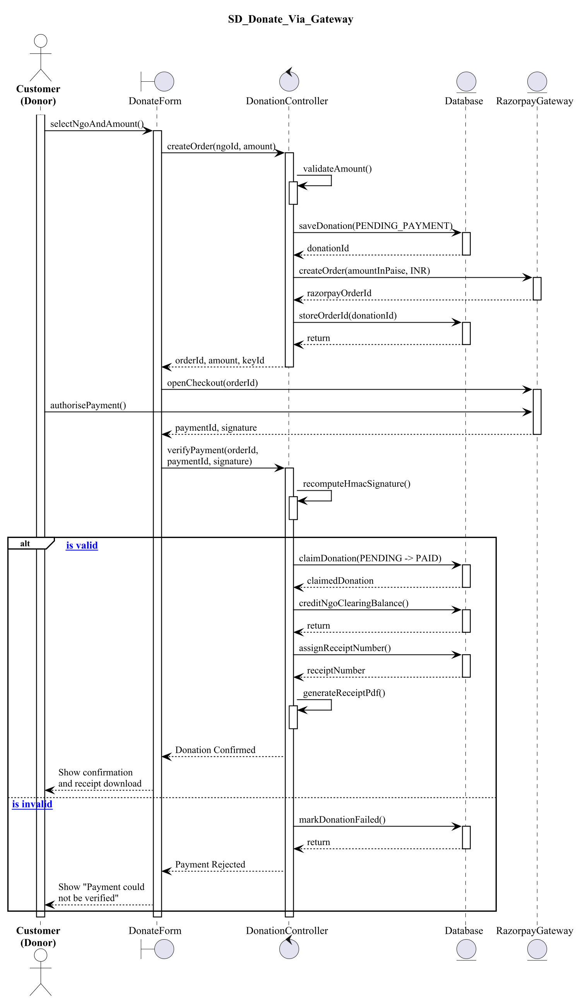 SD_Donate_Via_Gateway
Customer
(Donor)
DonateForm
DonationController
Database
RazorpayGateway
selectNgoAndAmount()
createOrder(ngoId, amount)
validateAmount()
saveDonation(PENDING_PAYMENT)
donationId
createOrder(amountInPaise, INR)
razorpayOrderId
storeOrderId(donationId)
return
orderId, amount, keyId
openCheckout(orderId)
authorisePayment()
paymentId, signature
verifyPayment(orderId,
paymentId, signature)
recomputeHmacSignature()
alt
is valid
claimDonation(PENDING -> PAID)
claimedDonation
creditNgoClearingBalance()
return
assignReceiptNumber()
receiptNumber
generateReceiptPdf()
Donation Confirmed
Show confirmation
and receipt download
is invalid
markDonationFailed()
return
Payment Rejected
Show "Payment could
not be verified"
Customer
(Donor)
DonateForm
DonationController
Database
RazorpayGateway